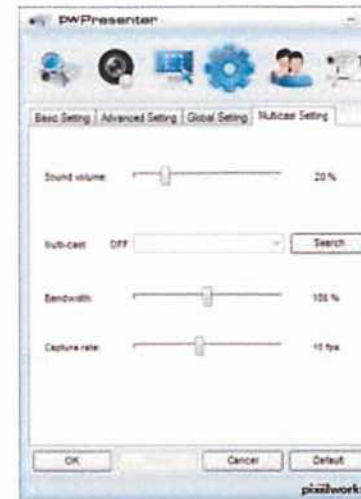 pwPresenter
Basic Setting Advanced Setting Global Setting Multicast Setting
Sound volume: 20 %
Multi-cast OFF Search
Bandwidth: 108 %
Capture rate: 10 fps
OK Cancel Default
pixelworks